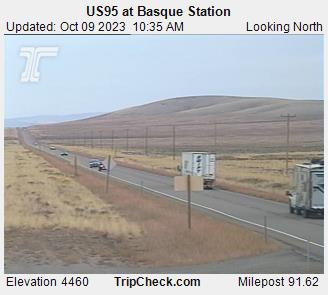 US95 at Basque Station
Updated: Oct 09 2023 10:35 AM Looking North
Elevation 4460 TripCheck.com Milepost 91.62